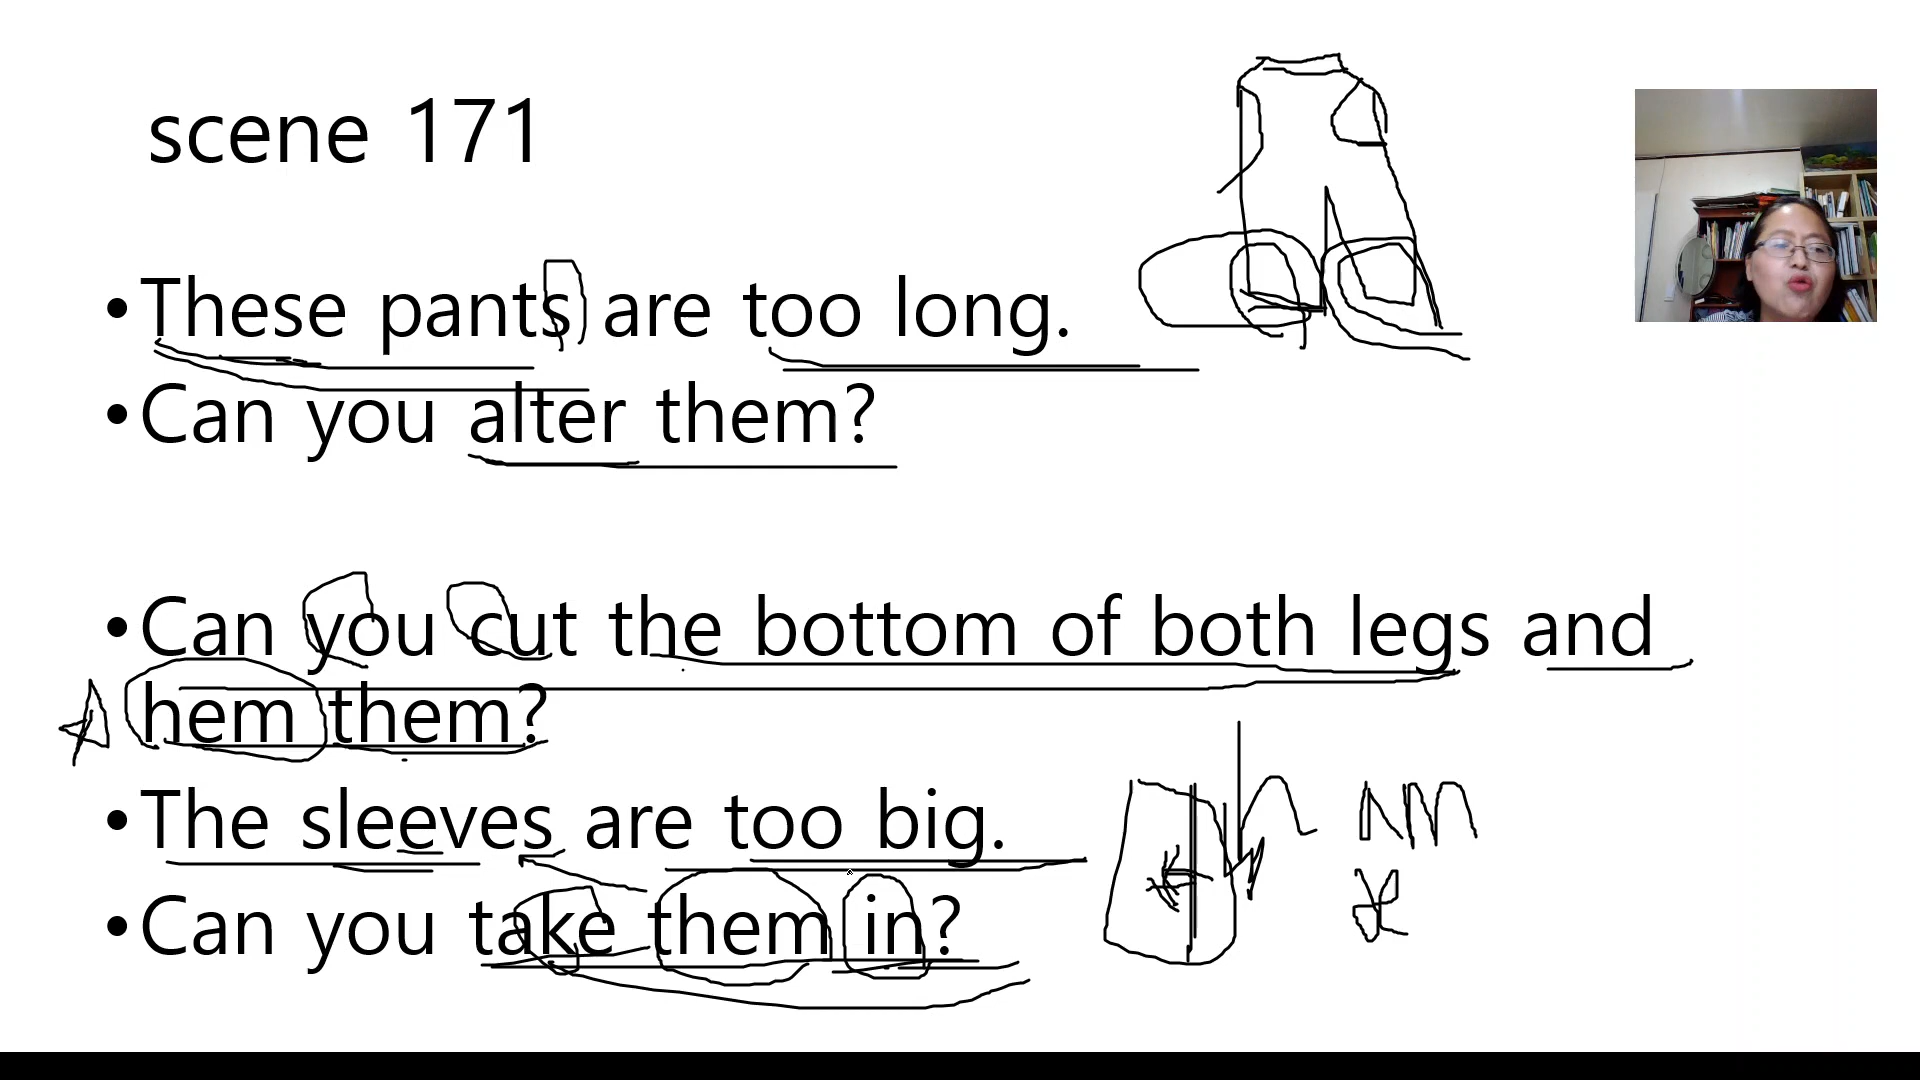 scene 171
• These pants are too long.
• Can you alter them?
• Can you cut the bottom of both legs and
hem them?
• The sleeves are too big.
• Can you take them in?